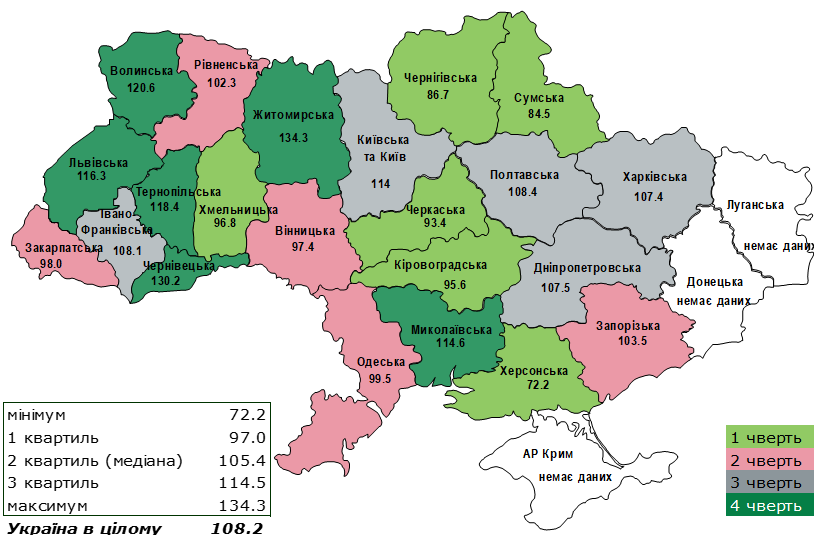 Волинська
120.6
Рівненська
102.3
Житомирська
134.3
Чернігівська
86.7
Сумська
84.5
Київська
та Київ
114
Львівська
116.3
Тернопільська
118.4
Хмельницька
96.8
Полтавська
108.4
Харківська
107.4
Луганська
немає даних
Івано-
Франківська
108.1
Закарпатська
98.0
Чернівецька
130.2
Вінницька
97.4
Черкаська
93.4
Кіровоградська
95.6
Дніпропетровська
107.5
Донецька
немає даних
Миколаївська
114.6
Запорізька
103.5
Одеська
99.5
Херсонська
72.2
АР Крим
немає даних
мінімум 72.2
1 квартиль 97.0
2 квартиль (медіана) 105.4
3 квартиль 114.5
максимум 134.3
Україна в цілому 108.2
1 чверть
2 чверть
3 чверть
4 чверть